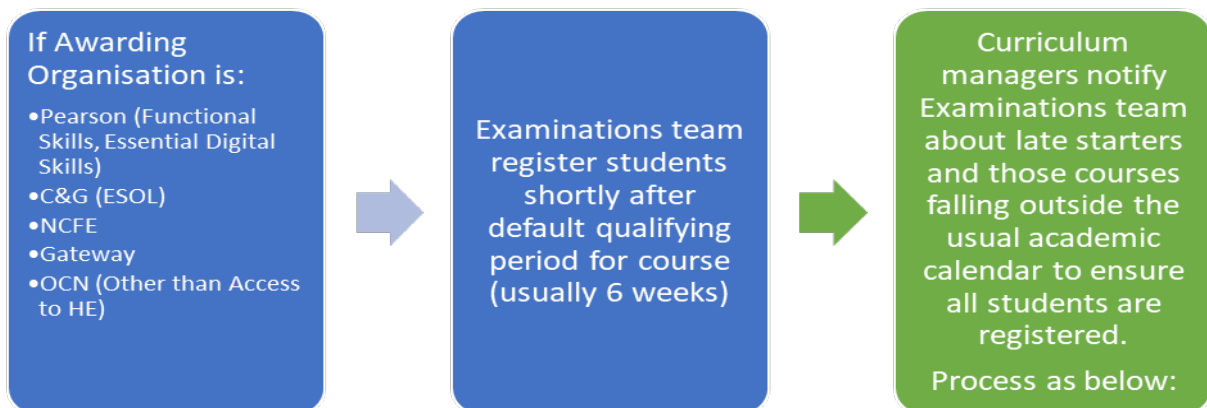 If Awarding
Organisation is:
•Pearson (Functional
Skills, Essential Digital
Skills)
•C&G (ESOL)
•NCFE
•Gateway
•OCN (Other than Access
to HE)
Examinations team
register students
shortly after
default qualifying
period for course
(usually 6 weeks)
Curriculum
managers notify
Examinations team
about late starters
and those courses
falling outside the
usual academic
calendar to ensure
all students are
registered.
Process as below: